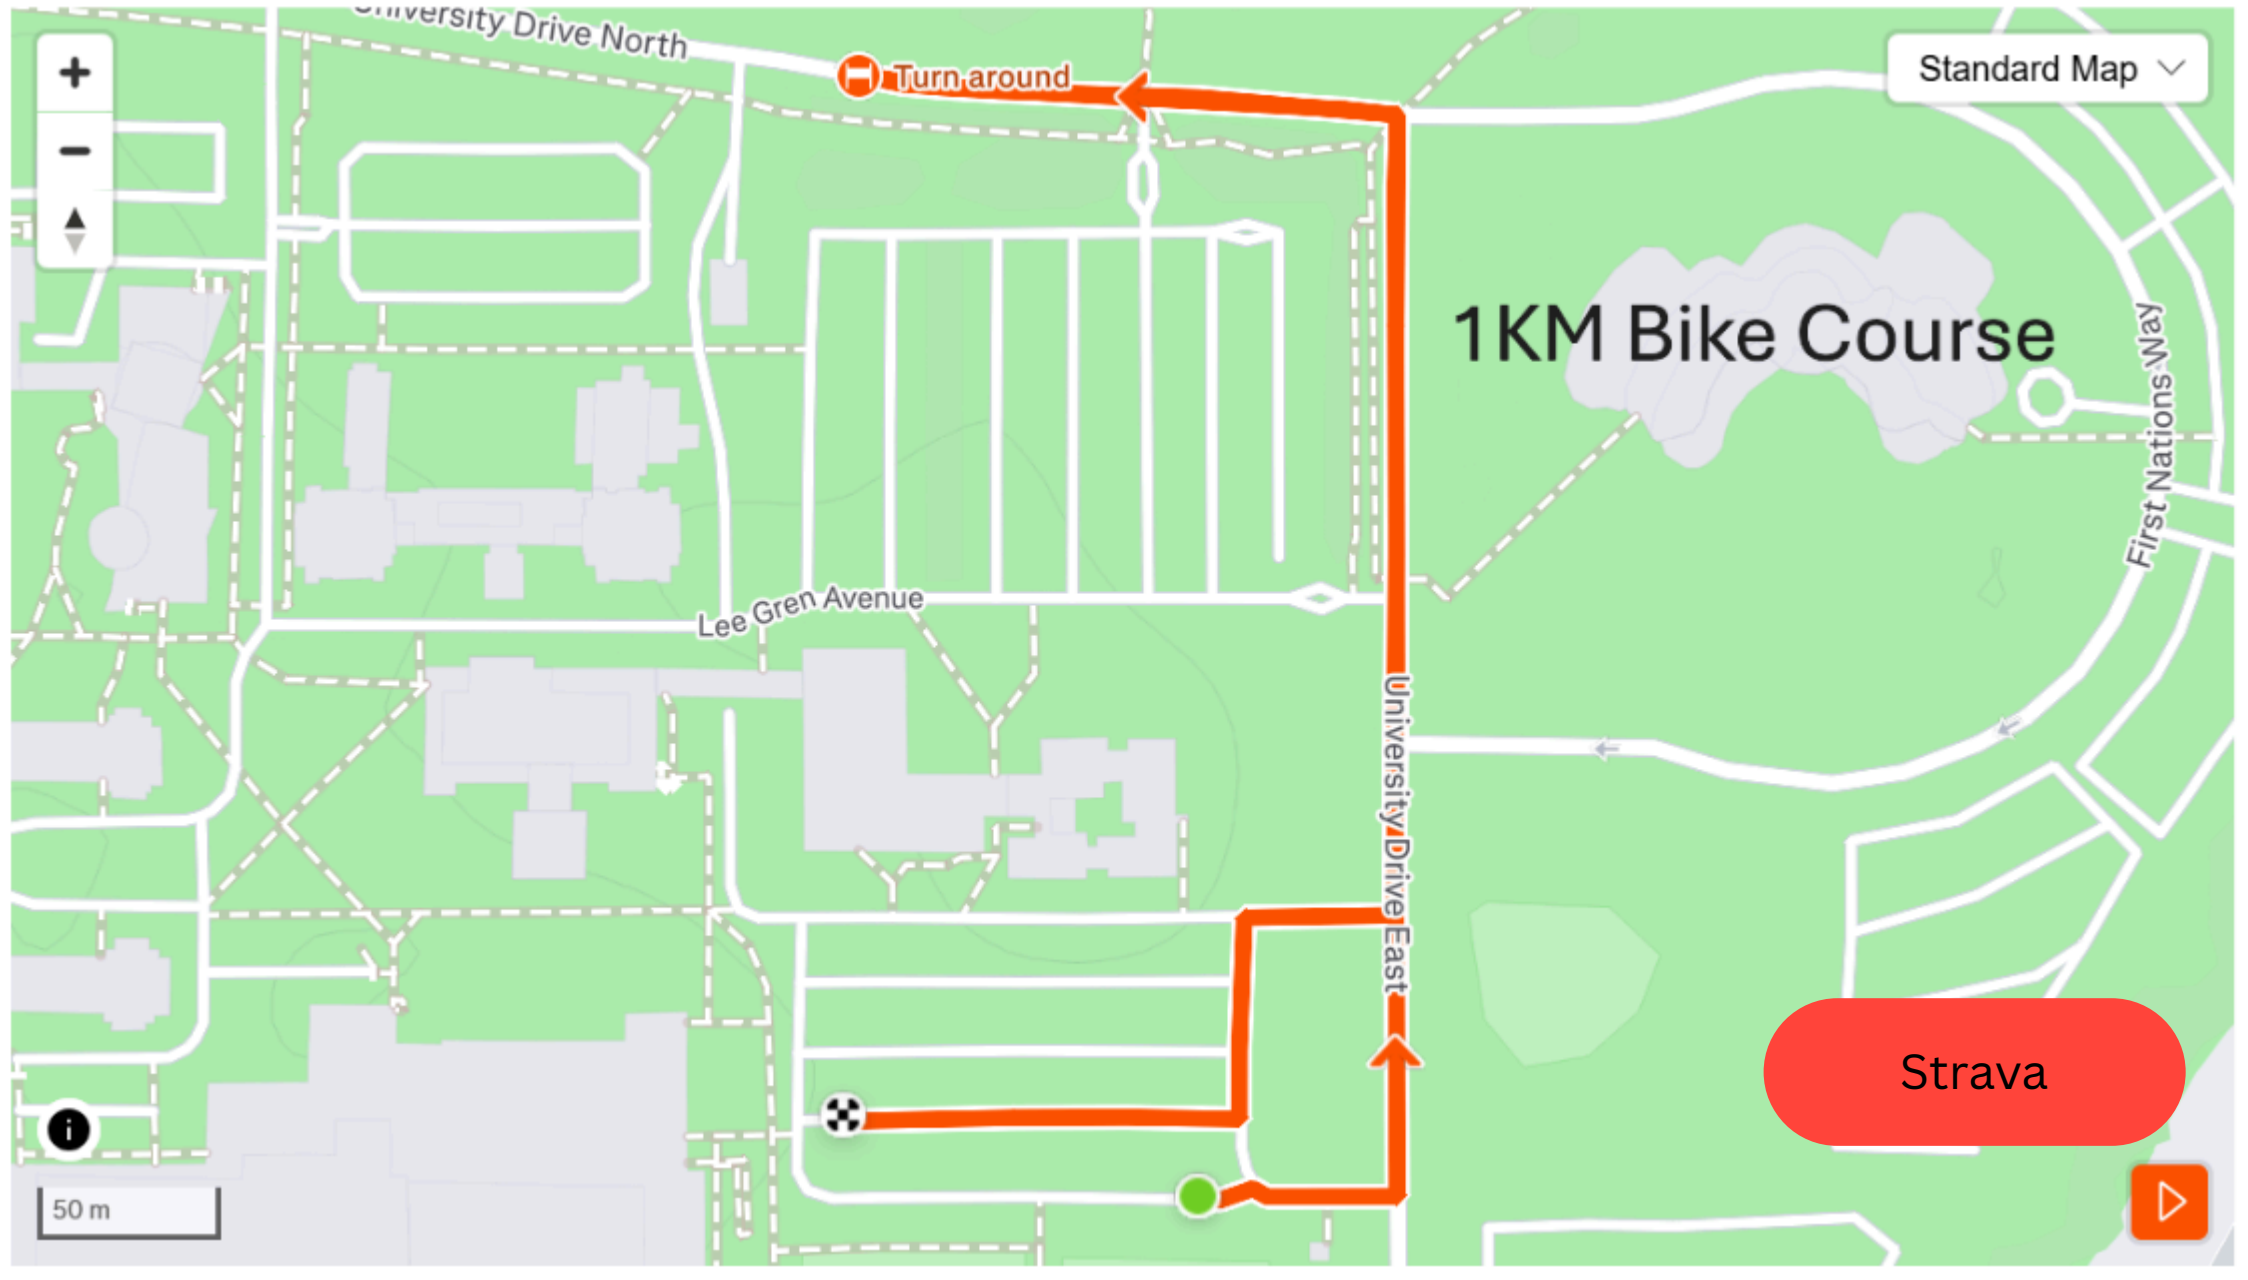 University Drive North
Turn around
Standard Map
1KM Bike Course
First Nations Way
Lee Gren Avenue
University Drive East
Strava
i
50 m